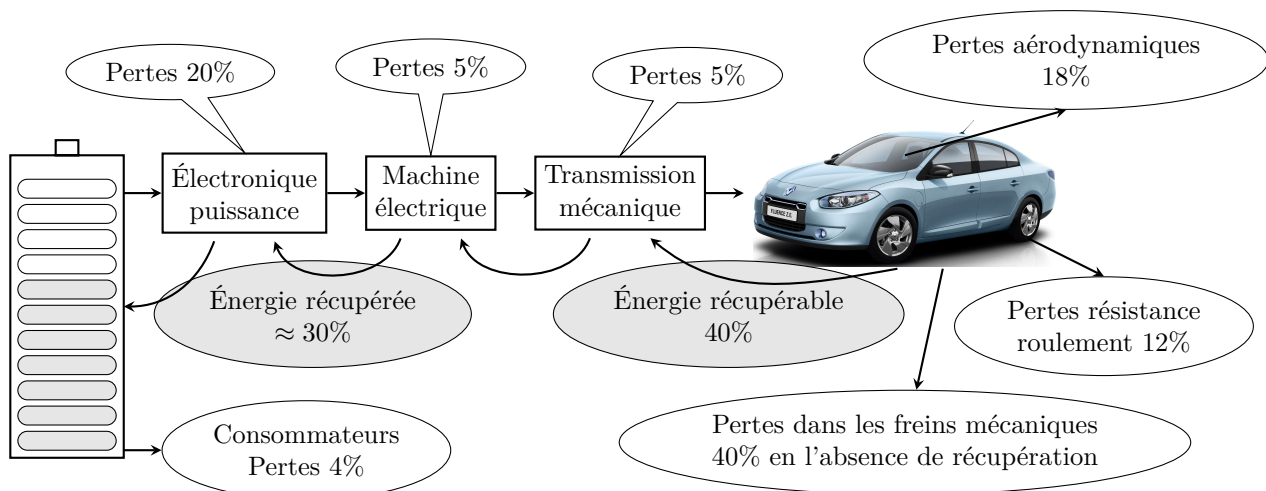 Pertes aérodynamiques
18%
Pertes 20%
Pertes 5%
Pertes 5%
Électronique
puissance
Machine
électrique
Transmission
mécanique
FLUENCE Z.E.
Énergie récupérée
≈ 30%
Énergie récupérable
40%
Pertes résistance
roulement 12%
Consommateurs
Pertes 4%
Pertes dans les freins mécaniques
40% en l'absence de récupération